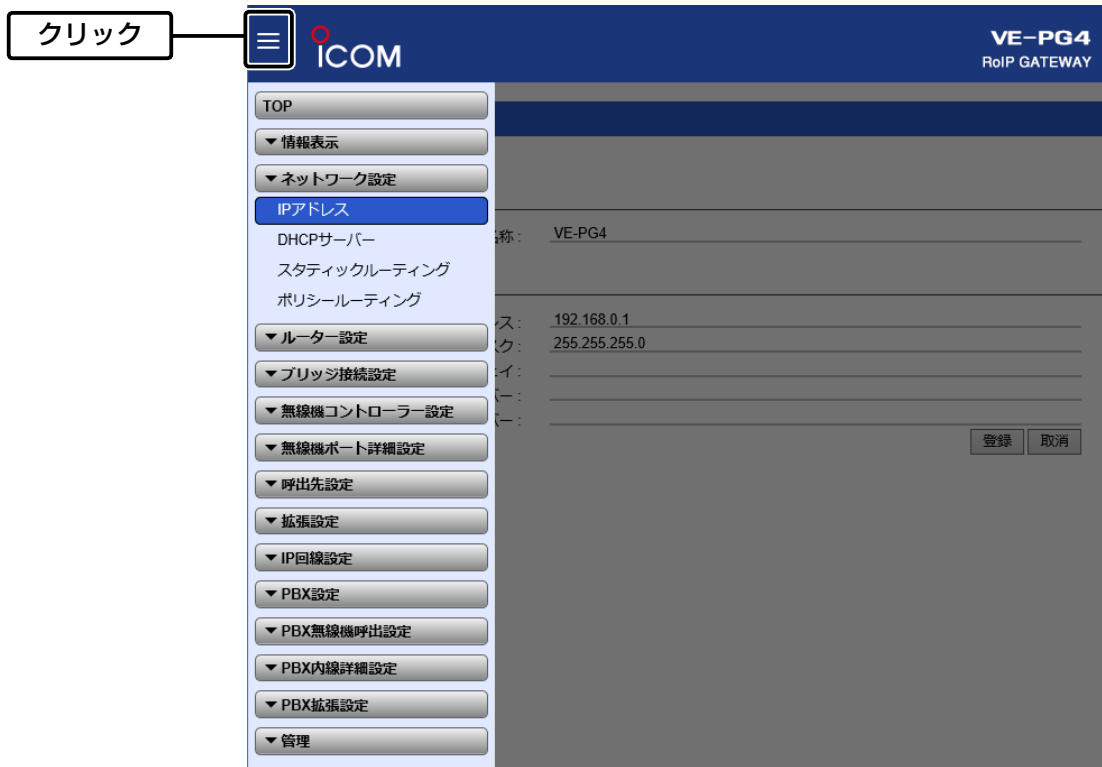 クリック
ICOM
VE-PG4
RoIP GATEWAY
TOP
▼情報表示
▼ネットワーク設定
IPアドレス
DHCPサーバー
スタティックルーティング
ポリシールーティング
▼ルーター設定
▼ブリッジ接続設定
▼無線機コントローラー設定
▼無線機ポート詳細設定
▼呼出先設定
▼拡張設定
▼IP回線設定
▼PBX設定
▼PBX無線機呼出設定
▼PBX内線詳細設定
▼PBX拡張設定
▼管理
称: VE-PG4
ス: 192.168.0.1
スク: 255.255.255.0
イ:
バー:
バー:
登録 取消